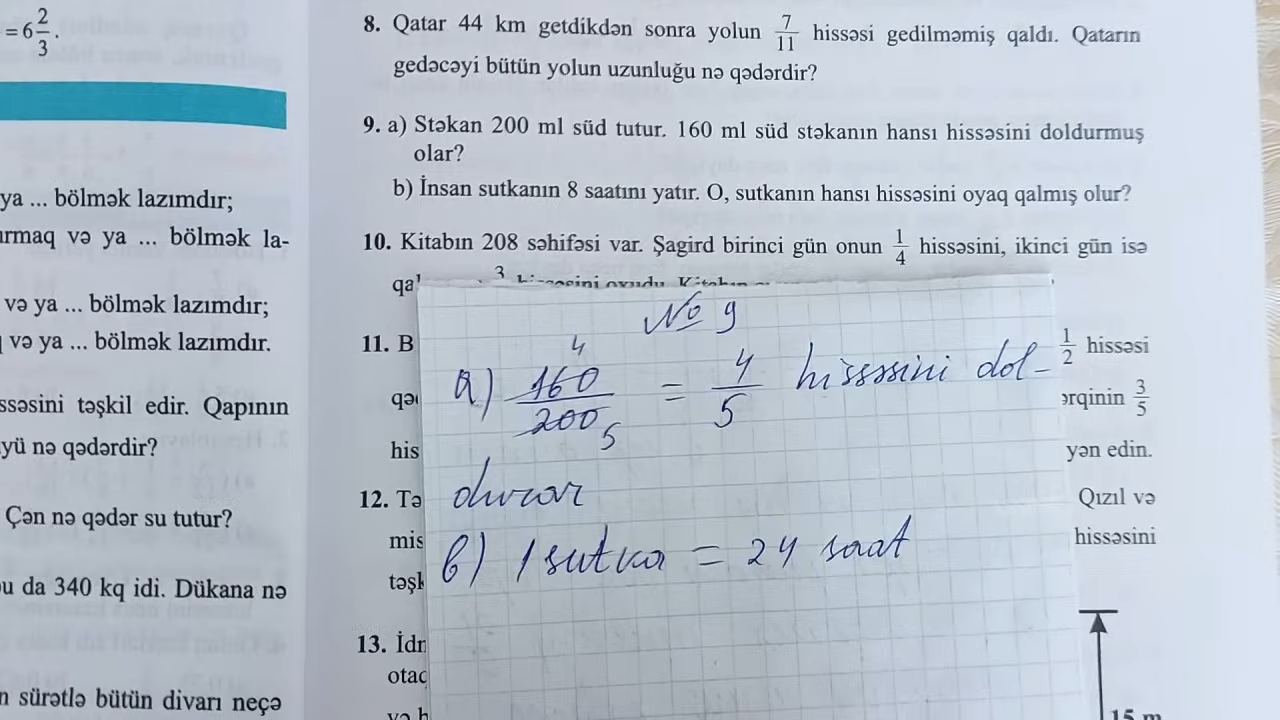 = 6 2/3.
ya ... bölmək lazımdır;
ırmaq və ya ... bölmək la-
və ya ... bölmək lazımdır;
və ya ... bölmək lazımdır.
ssəsini təşkil edir. Qapının
yü nə qədərdir?
Çən nə qədər su tutur?
u da 340 kq idi. Dükana nə
n sürətlə bütün divarı neçə
8. Qatar 44 km getdikdən sonra yolun 7/11 hissəsi gedilməmiş qaldı. Qatarın
gedəcəyi bütün yolun uzunluğu nə qədərdir?
9. a) Stəkan 200 ml süd tutur. 160 ml süd stəkanın hansı hissəsini doldurmuş
olar?
b) İnsan sutkanın 8 saatını yatır. O, sutkanın hansı hissəsini oyaq qalmış olur?
10. Kitabın 208 səhifəsi var. Şagird birinci gün onun 1/4 hissəsini, ikinci gün isə
qal 3 oxudu
11. B 1/2 hissəsi
qə ərqinin 3/5
his yən edin.
12. Tə Qızıl və
mis hissəsini
təşk
13. İdr
otaq
və h
15 m
№ 9
a) 160/200 4 5 = 4/5 hissəsini dol-
durar
b) 1 sutka = 24 saat